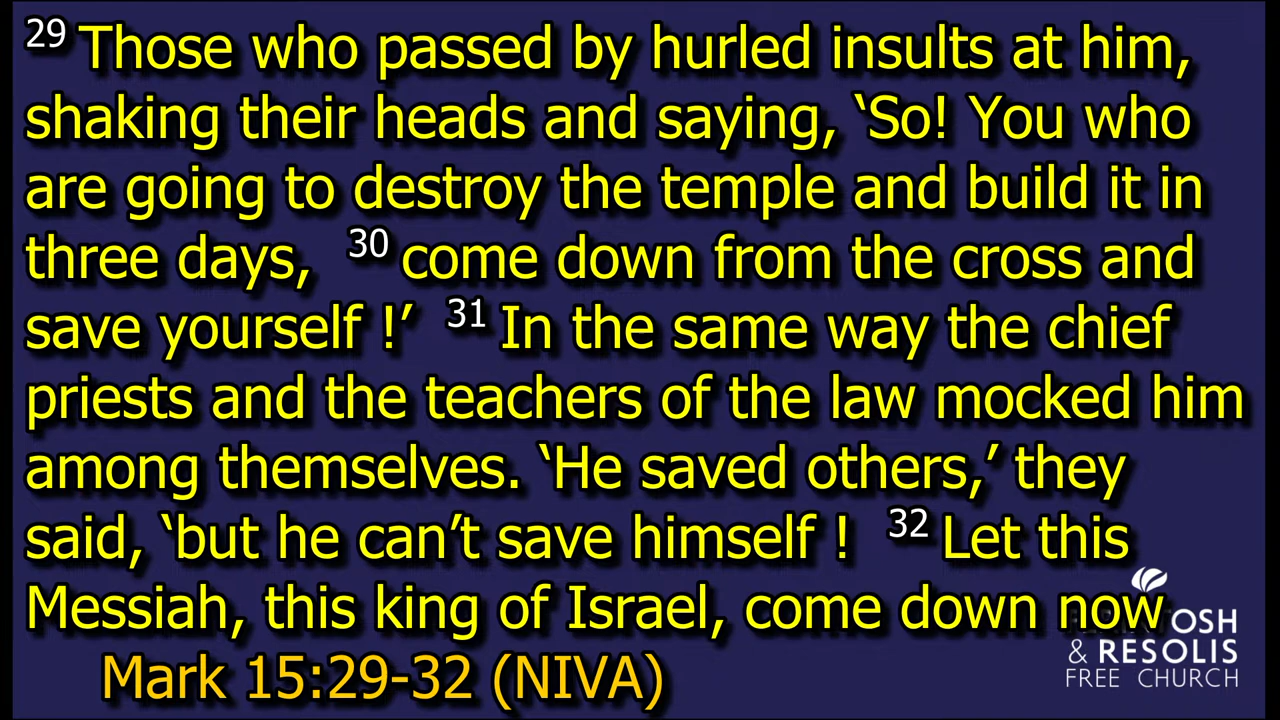 29 Those who passed by hurled insults at him,
shaking their heads and saying, ‘So! You who
are going to destroy the temple and build it in
three days, 30 come down from the cross and
save yourself !’ 31 In the same way the chief
priests and the teachers of the law mocked him
among themselves. ‘He saved others,’ they
said, ‘but he can’t save himself ! 32 Let this
Messiah, this king of Israel, come down now
Mark 15:29-32 (NIVA)
& RESOLIS
FREE CHURCH